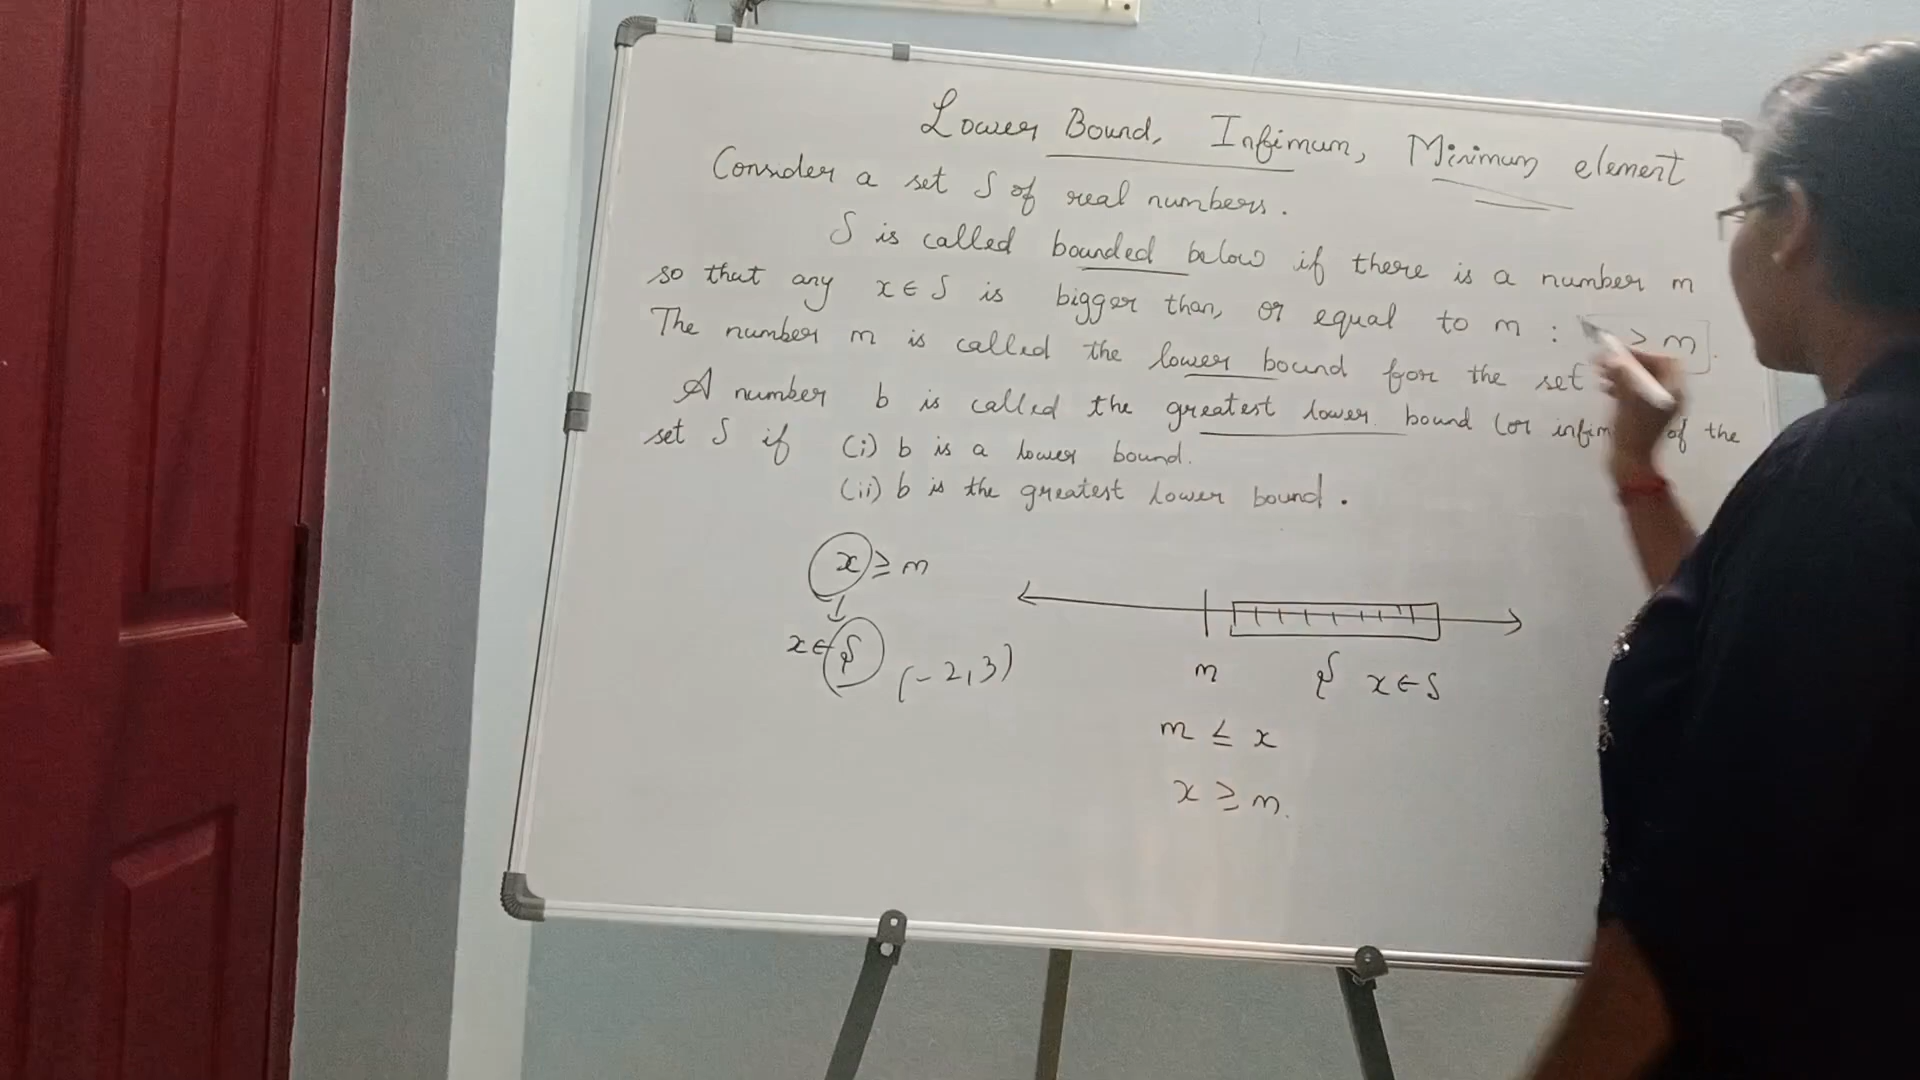 Lower Bound, Infimum, Minimum element
Consider a set S of real numbers.
S is called bounded below if there is a number m
so that any x ∈ S is bigger than, or equal to m : ≥ m.
The number m is called the lower bound for the set
A number b is called the greatest lower bound (or infim of the
set S if (i) b is a lower bound.
(ii) b is the greatest lower bound.
x ≥ m
x ∈ S (-2,3)
m S x ∈ S
m ≤ x
x ≥ m.